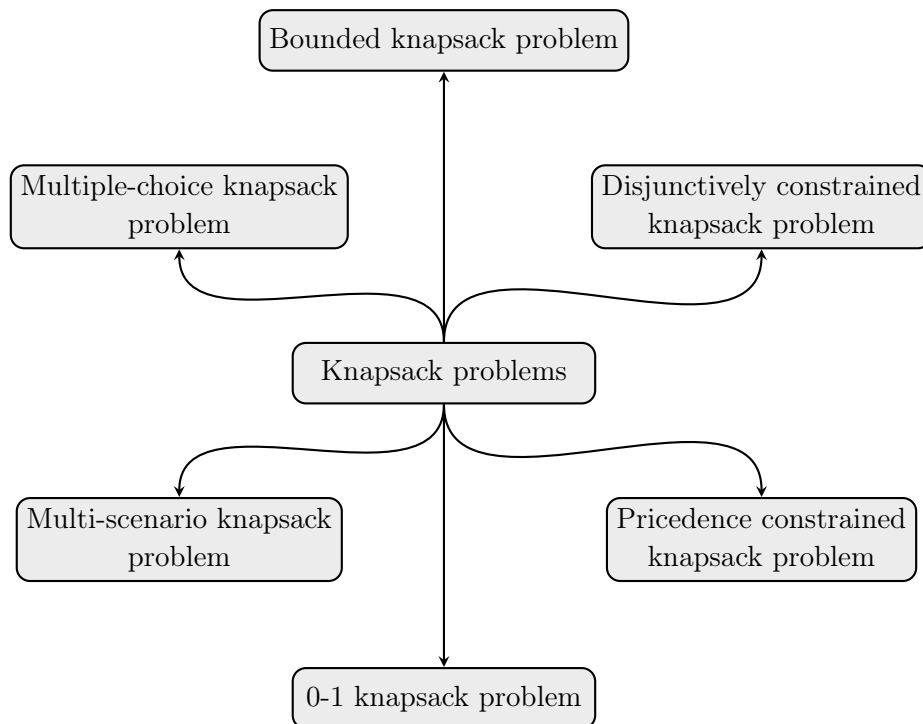 Bounded knapsack problem
Multiple-choice knapsack
problem
Disjunctively constrained
knapsack problem
Knapsack problems
Multi-scenario knapsack
problem
Pricedence constrained
knapsack problem
0-1 knapsack problem